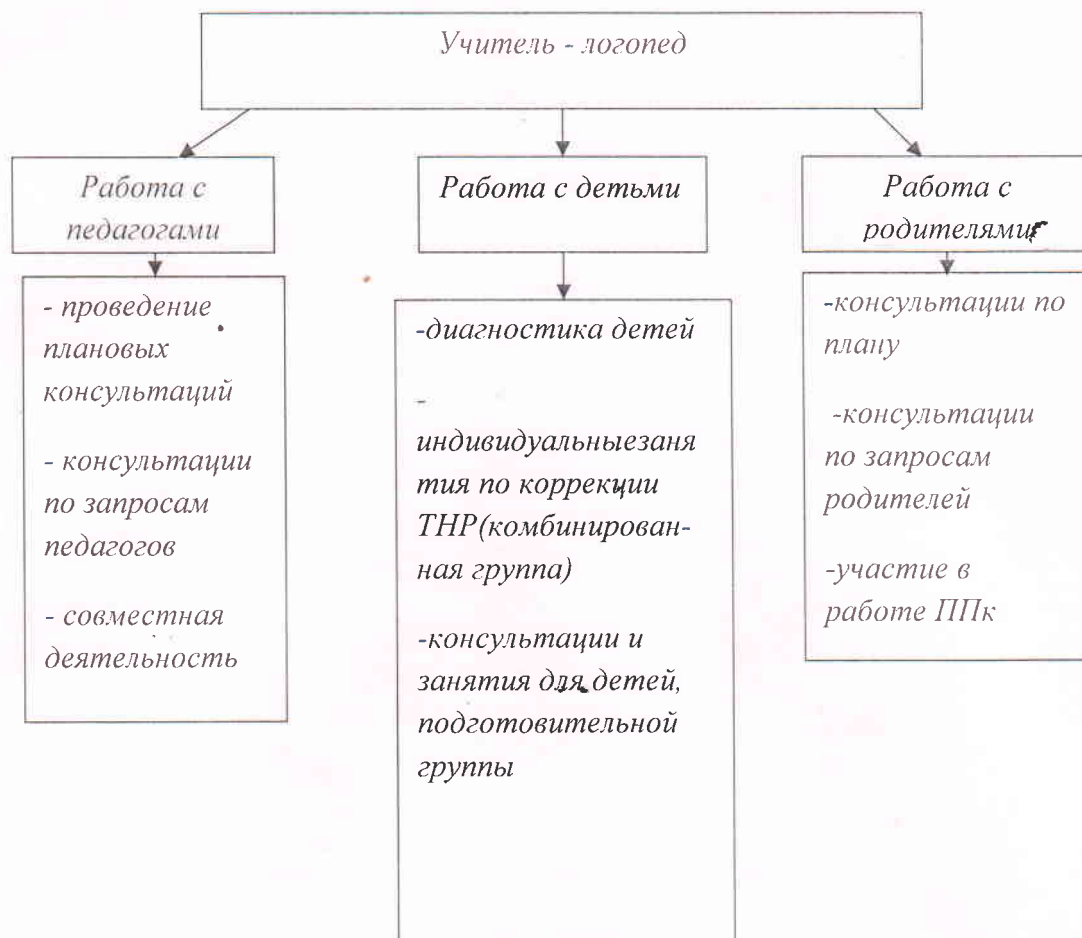 Учитель - логопед
Работа с
педагогами
- проведение
плановых
консультаций
- консультации
по запросам
педагогов
- совместная
деятельность
Работа с детьми
-диагностика детей
-
индивидуальныезаня
тия по коррекции
ТНР(комбинирован-
ная группа)
-консультации и
занятия для детей,
подготовительной
группы
Работа с
родителями
-консультации по
плану
-консультации
по запросам
родителей
-участие в
работе ППк